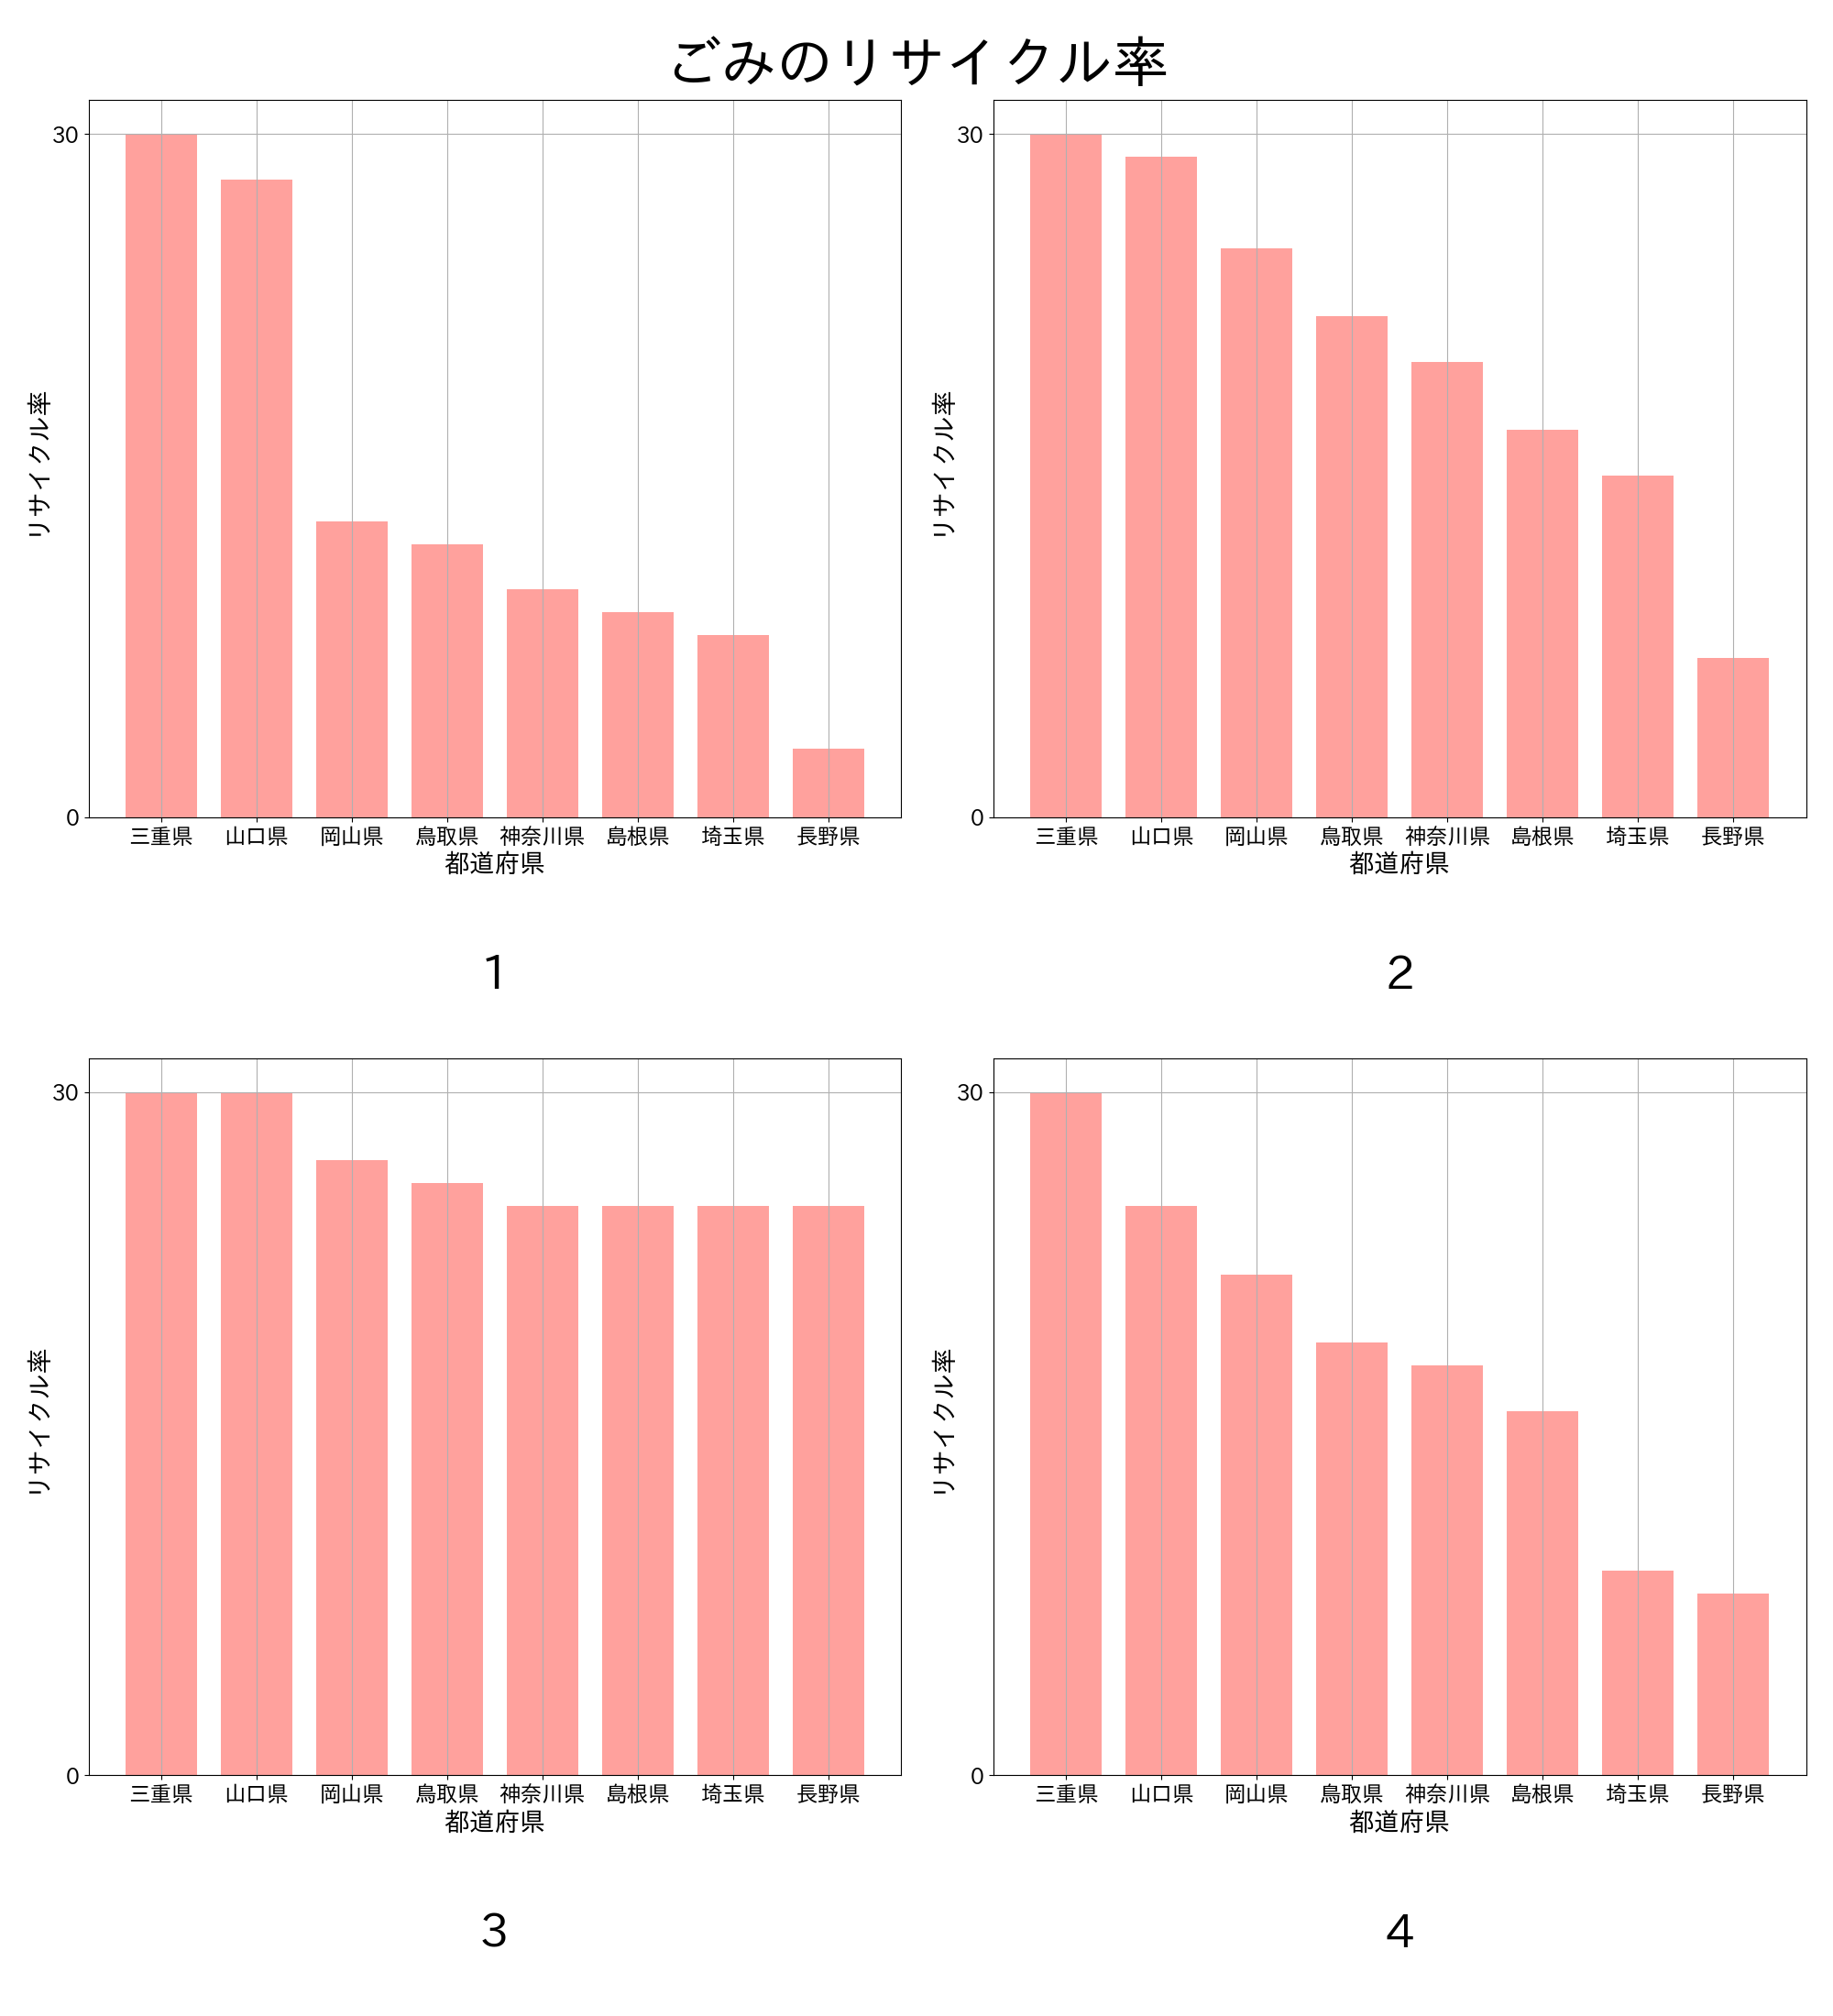 ごみのリサイクル率
30
0
リサイクル率
三重県 山口県 岡山県 鳥取県 神奈川県 島根県 埼玉県 長野県
都道府県
1
30
0
リサイクル率
三重県 山口県 岡山県 鳥取県 神奈川県 島根県 埼玉県 長野県
都道府県
2
30
0
リサイクル率
三重県 山口県 岡山県 鳥取県 神奈川県 島根県 埼玉県 長野県
都道府県
3
30
0
リサイクル率
三重県 山口県 岡山県 鳥取県 神奈川県 島根県 埼玉県 長野県
都道府県
4